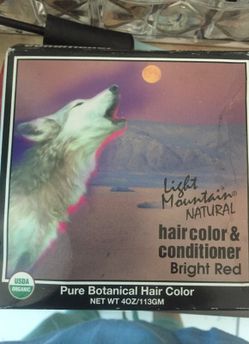 Light
Mountain®
NATURAL
hair color &
conditioner
Bright Red
USDA
ORGANIC
Pure Botanical Hair Color
NET WT 4OZ/113GM